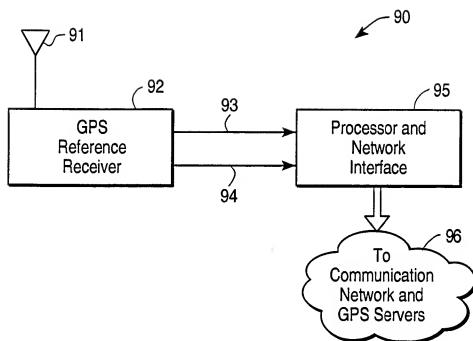 90
91
92
GPS
Reference
Receiver
93
94
95
Processor and
Network
Interface
96
To
Communication
Network and
GPS Servers